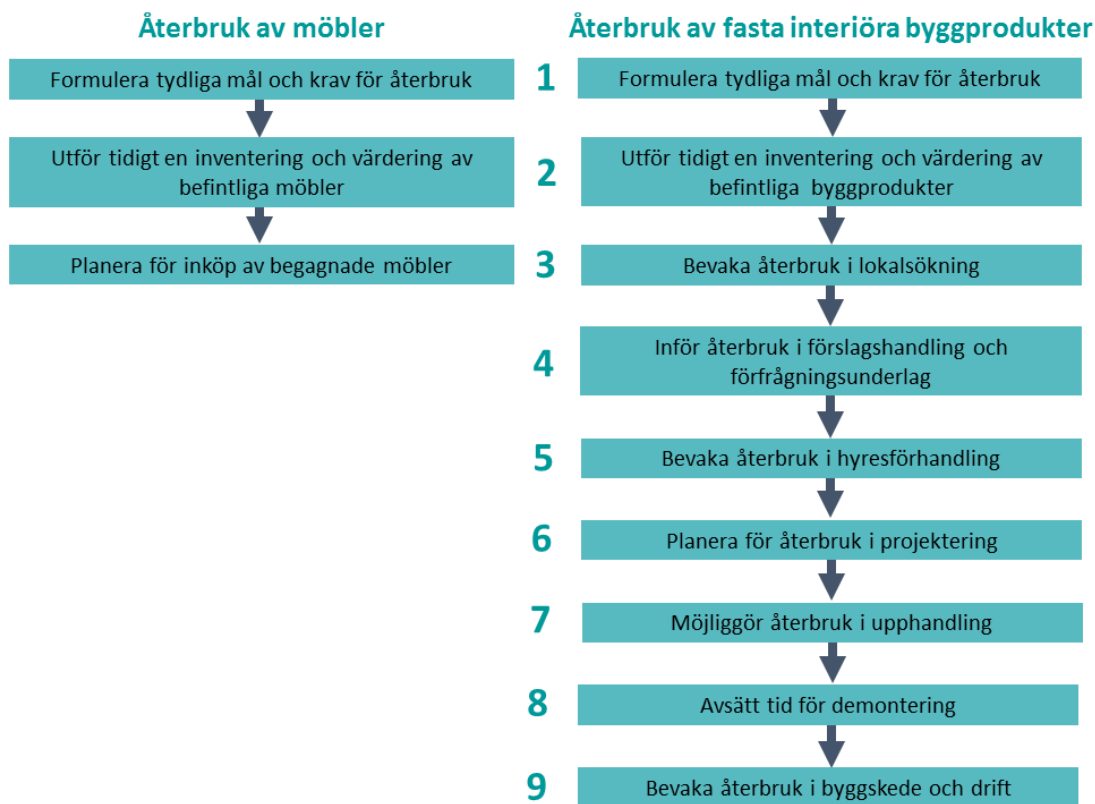 Återbruk av möbler
Formulera tydliga mål och krav för återbruk
Utför tidigt en inventering och värdering av
befintliga möbler
Planera för inköp av begagnade möbler
Återbruk av fasta interiöra byggprodukter
1
Formulera tydliga mål och krav för återbruk
2
Utför tidigt en inventering och värdering av
befintliga byggprodukter
3
Bevaka återbruk i lokalsökning
4
Inför återbruk i förslagshandling och
förfrågningsunderlag
5
Bevaka återbruk i hyresförhandling
6
Planera för återbruk i projektering
7
Möjliggör återbruk i upphandling
8
Avsätt tid för demontering
9
Bevaka återbruk i byggskede och drift